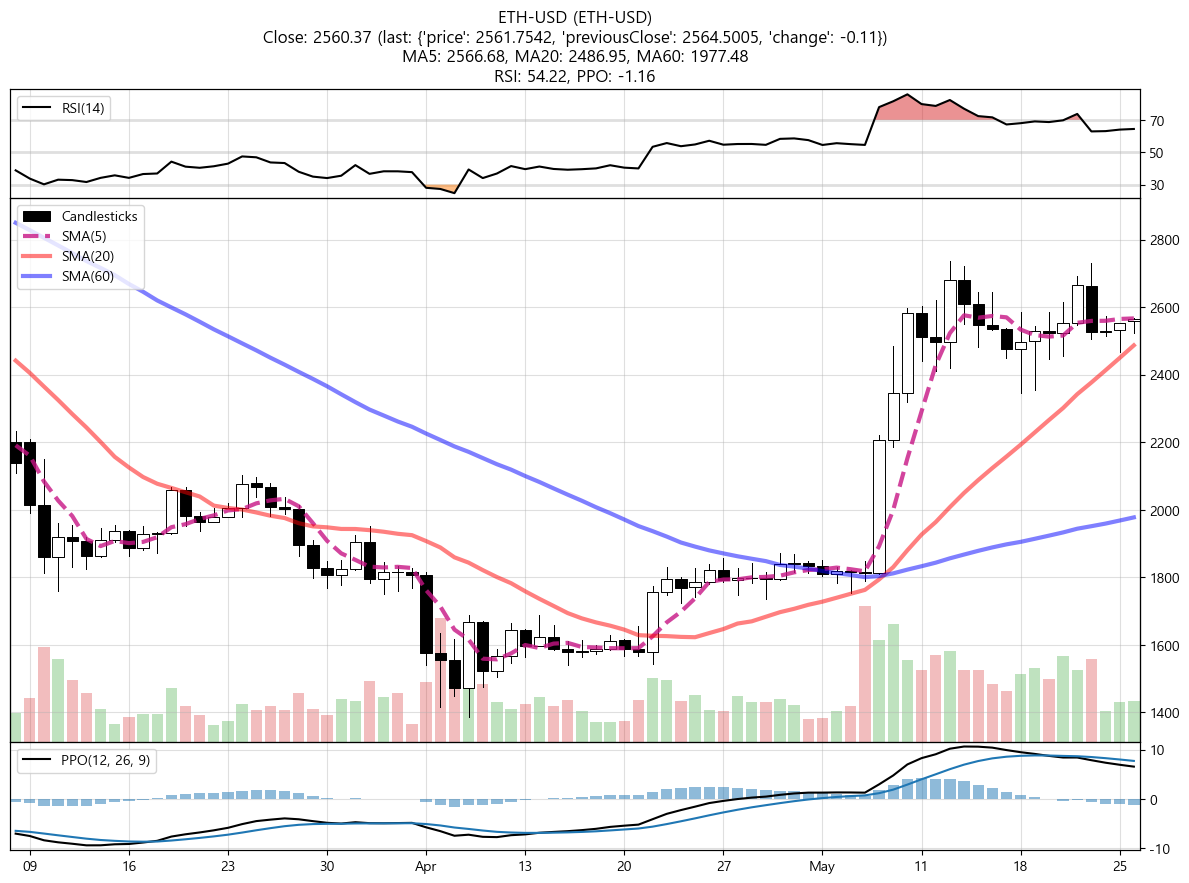 ETH-USD (ETH-USD)
Close: 2560.37 (last: {'price': 2561.7542, 'previousClose': 2564.5005, 'change': -0.11})
MA5: 2566.68, MA20: 2486.95, MA60: 1977.48
RSI: 54.22, PPO: -1.16
RSI(14)
70
50
30
Candlesticks
SMA(5)
SMA(20)
SMA(60)
2800
2600
2400
2200
2000
1800
1600
1400
PPO(12, 26, 9)
10
0
-10
09 16 23 30 Apr 13 20 27 May 11 18 25